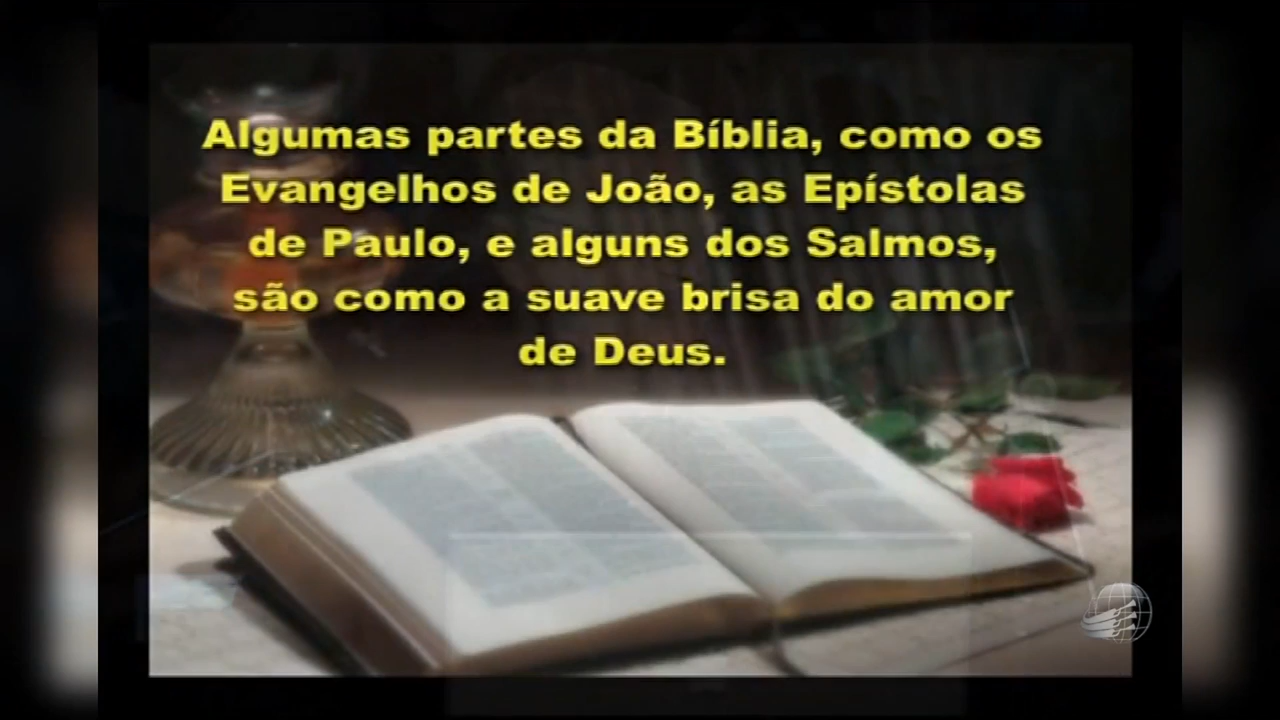 Algumas partes da Bíblia, como os
Evangelhos de João, as Epístolas
de Paulo, e alguns dos Salmos,
são como a suave brisa do amor
de Deus.